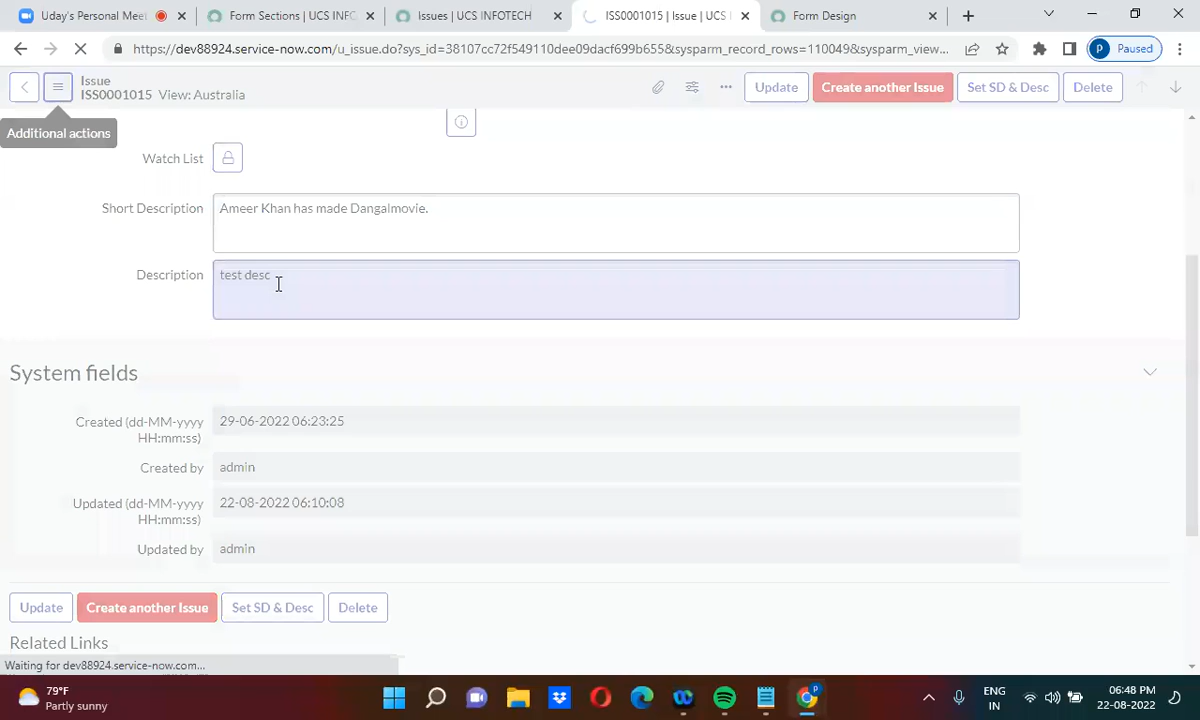 Uday's Personal Meet
Form Sections | UCS INFO
Issues | UCS INFOTECH
ISS0001015 | Issue | UCS
Form Design
https://dev88924.service-now.com/u_issue.do?sys_id=38107cc72f549110dee09dacf699b655&sysparm_record_rows=110049&sysparm_view...
P
Paused
Issue
ISS0001015 View: Australia
Update
Create another Issue
Set SD & Desc
Delete
Additional actions
Watch List
Short Description
Ameer Khan has made Dangalmovie.
Description
test desc
System fields
Created (dd-MM-yyyy HH:mm:ss)
29-06-2022 06:23:25
Created by
admin
Updated (dd-MM-yyyy HH:mm:ss)
22-08-2022 06:10:08
Updated by
admin
Update
Create another Issue
Set SD & Desc
Delete
Related Links
Waiting for dev88924.service-now.com...
79°F
Partly sunny
P
ENG
IN
06:48 PM
22-08-2022